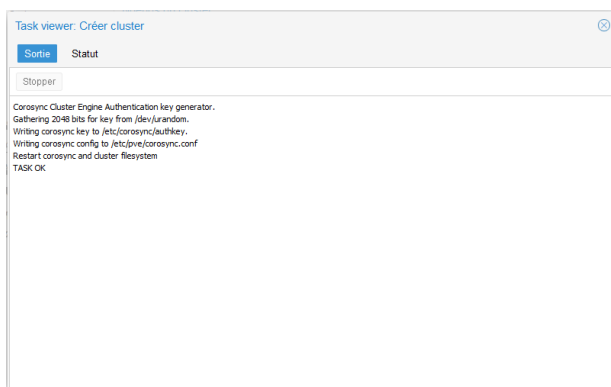 Task viewer: Créer cluster
Sortie Statut
Stopper
Corosync Cluster Engine Authentication key generator.
Gathering 2048 bits for key from /dev/urandom.
Writing corosync key to /etc/corosync/authkey.
Writing corosync config to /etc/pve/corosync.conf
Restart corosync and cluster filesystem
TASK OK